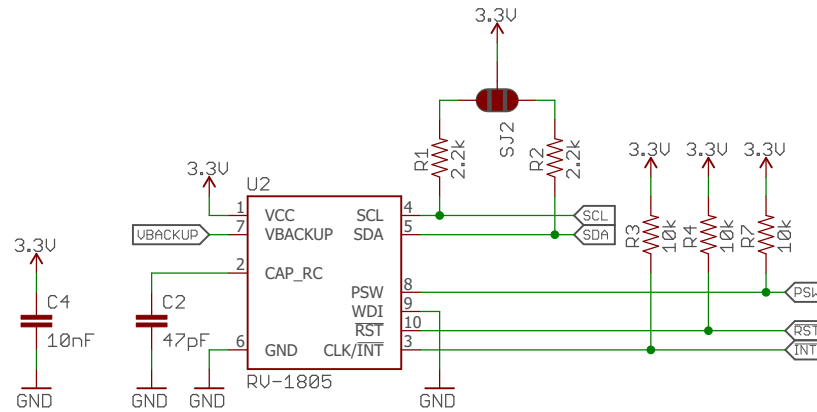 3.3V
SJ2
R1
2.2k
R2
2.2k
3.3V
3.3V
3.3V
3.3V
U2
1
VCC
SCL
4
SCL
7
VBACKUP
VBACKUP
SDA
5
SDA
R3
10k
R4
10k
R7
10k
3.3V
2
CAP_RC
PSW
8
PSW
C4
10nF
C2
47pF
WDI
9
RST
10
RST
6
GND
CLK/INT
3
INT
RV-1805
GND
GND
GND
GND